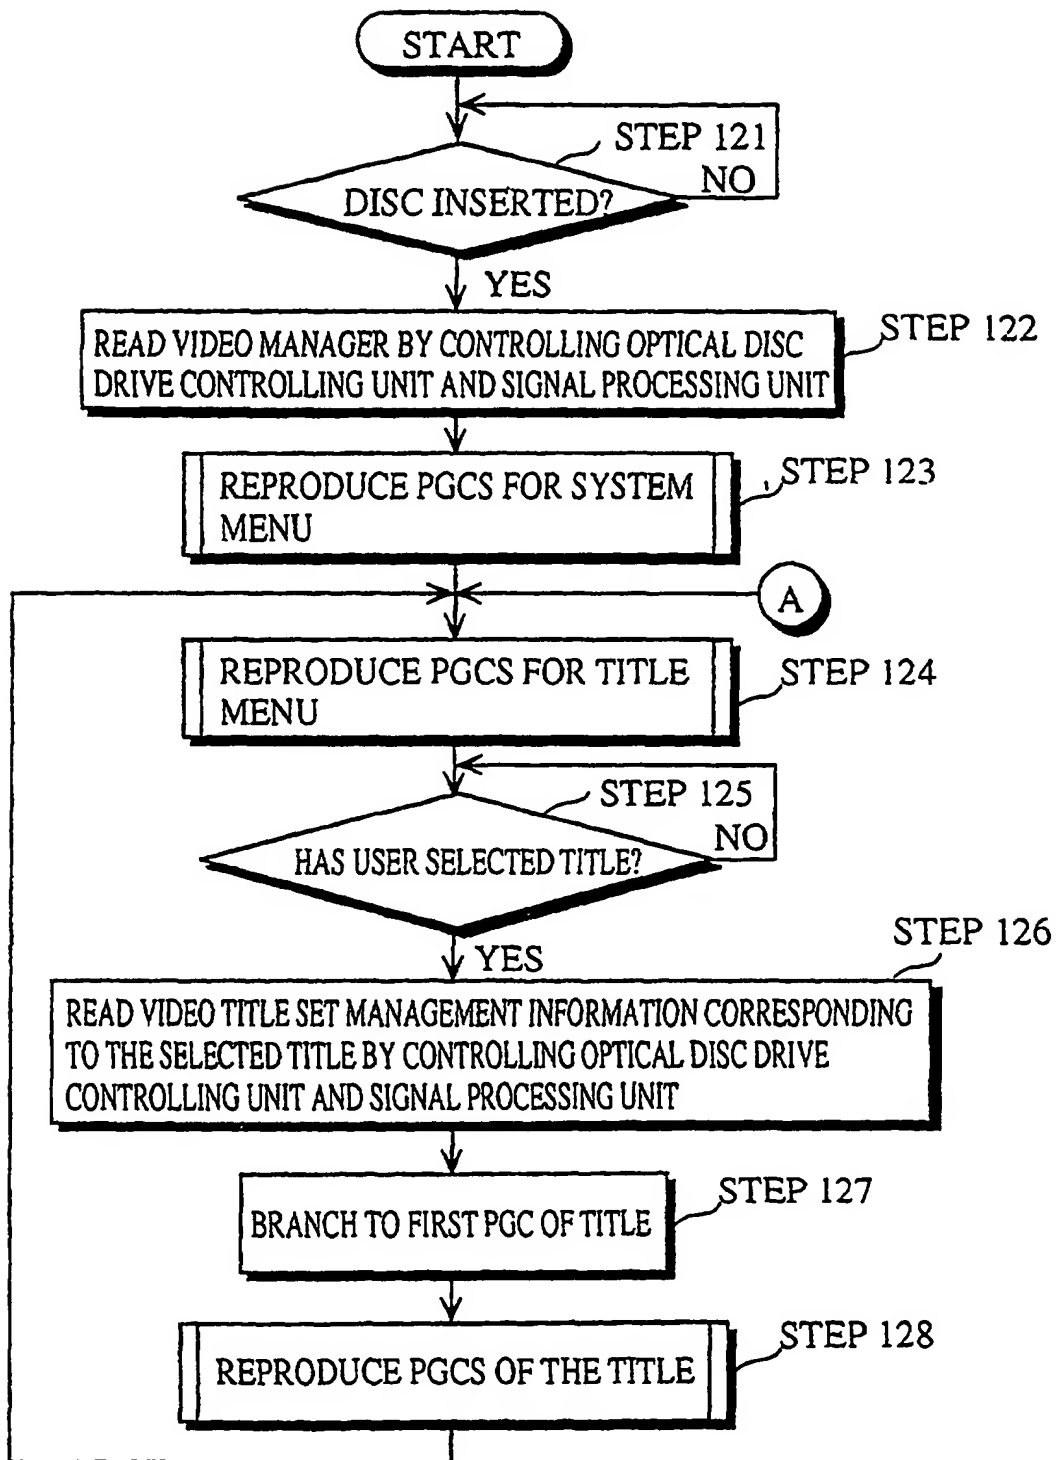 START
STEP 121
NO
DISC INSERTED?
YES
STEP 122
READ VIDEO MANAGER BY CONTROLLING OPTICAL DISC
DRIVE CONTROLLING UNIT AND SIGNAL PROCESSING UNIT
STEP 123
REPRODUCE PGCS FOR SYSTEM
MENU
A
REPRODUCE PGCS FOR TITLE
MENU
STEP 124
STEP 125
NO
HAS USER SELECTED TITLE?
YES
STEP 126
READ VIDEO TITLE SET MANAGEMENT INFORMATION CORRESPONDING
TO THE SELECTED TITLE BY CONTROLLING OPTICAL DISC DRIVE
CONTROLLING UNIT AND SIGNAL PROCESSING UNIT
STEP 127
BRANCH TO FIRST PGC OF TITLE
STEP 128
REPRODUCE PGCS OF THE TITLE